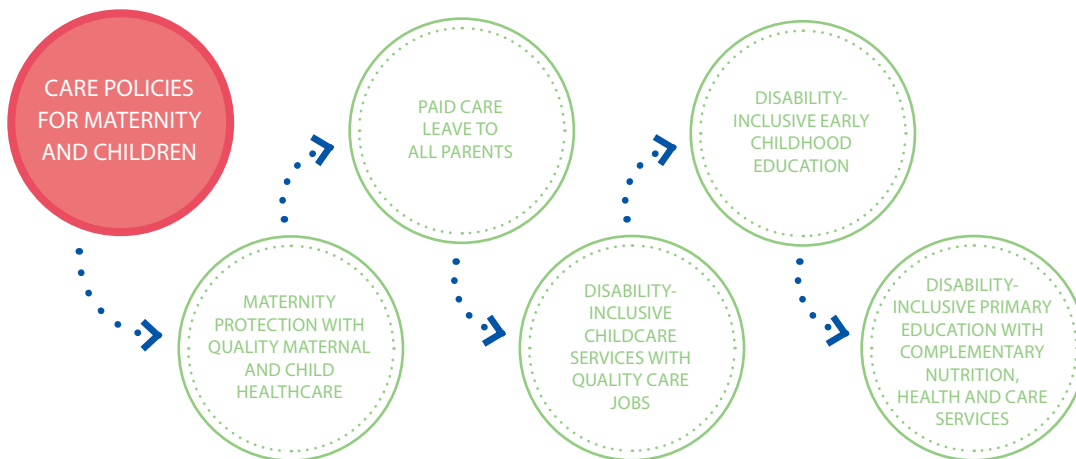 CARE POLICIES
FOR MATERNITY
AND CHILDREN
MATERNITY
PROTECTION WITH
QUALITY MATERNAL
AND CHILD
HEALTHCARE
PAID CARE
LEAVE TO
ALL PARENTS
DISABILITY-
INCLUSIVE
CHILDCARE
SERVICES WITH
QUALITY CARE
JOBS
DISABILITY-
INCLUSIVE EARLY
CHILDHOOD
EDUCATION
DISABILITY-
INCLUSIVE PRIMARY
EDUCATION WITH
COMPLEMENTARY
NUTRITION,
HEALTH AND CARE
SERVICES